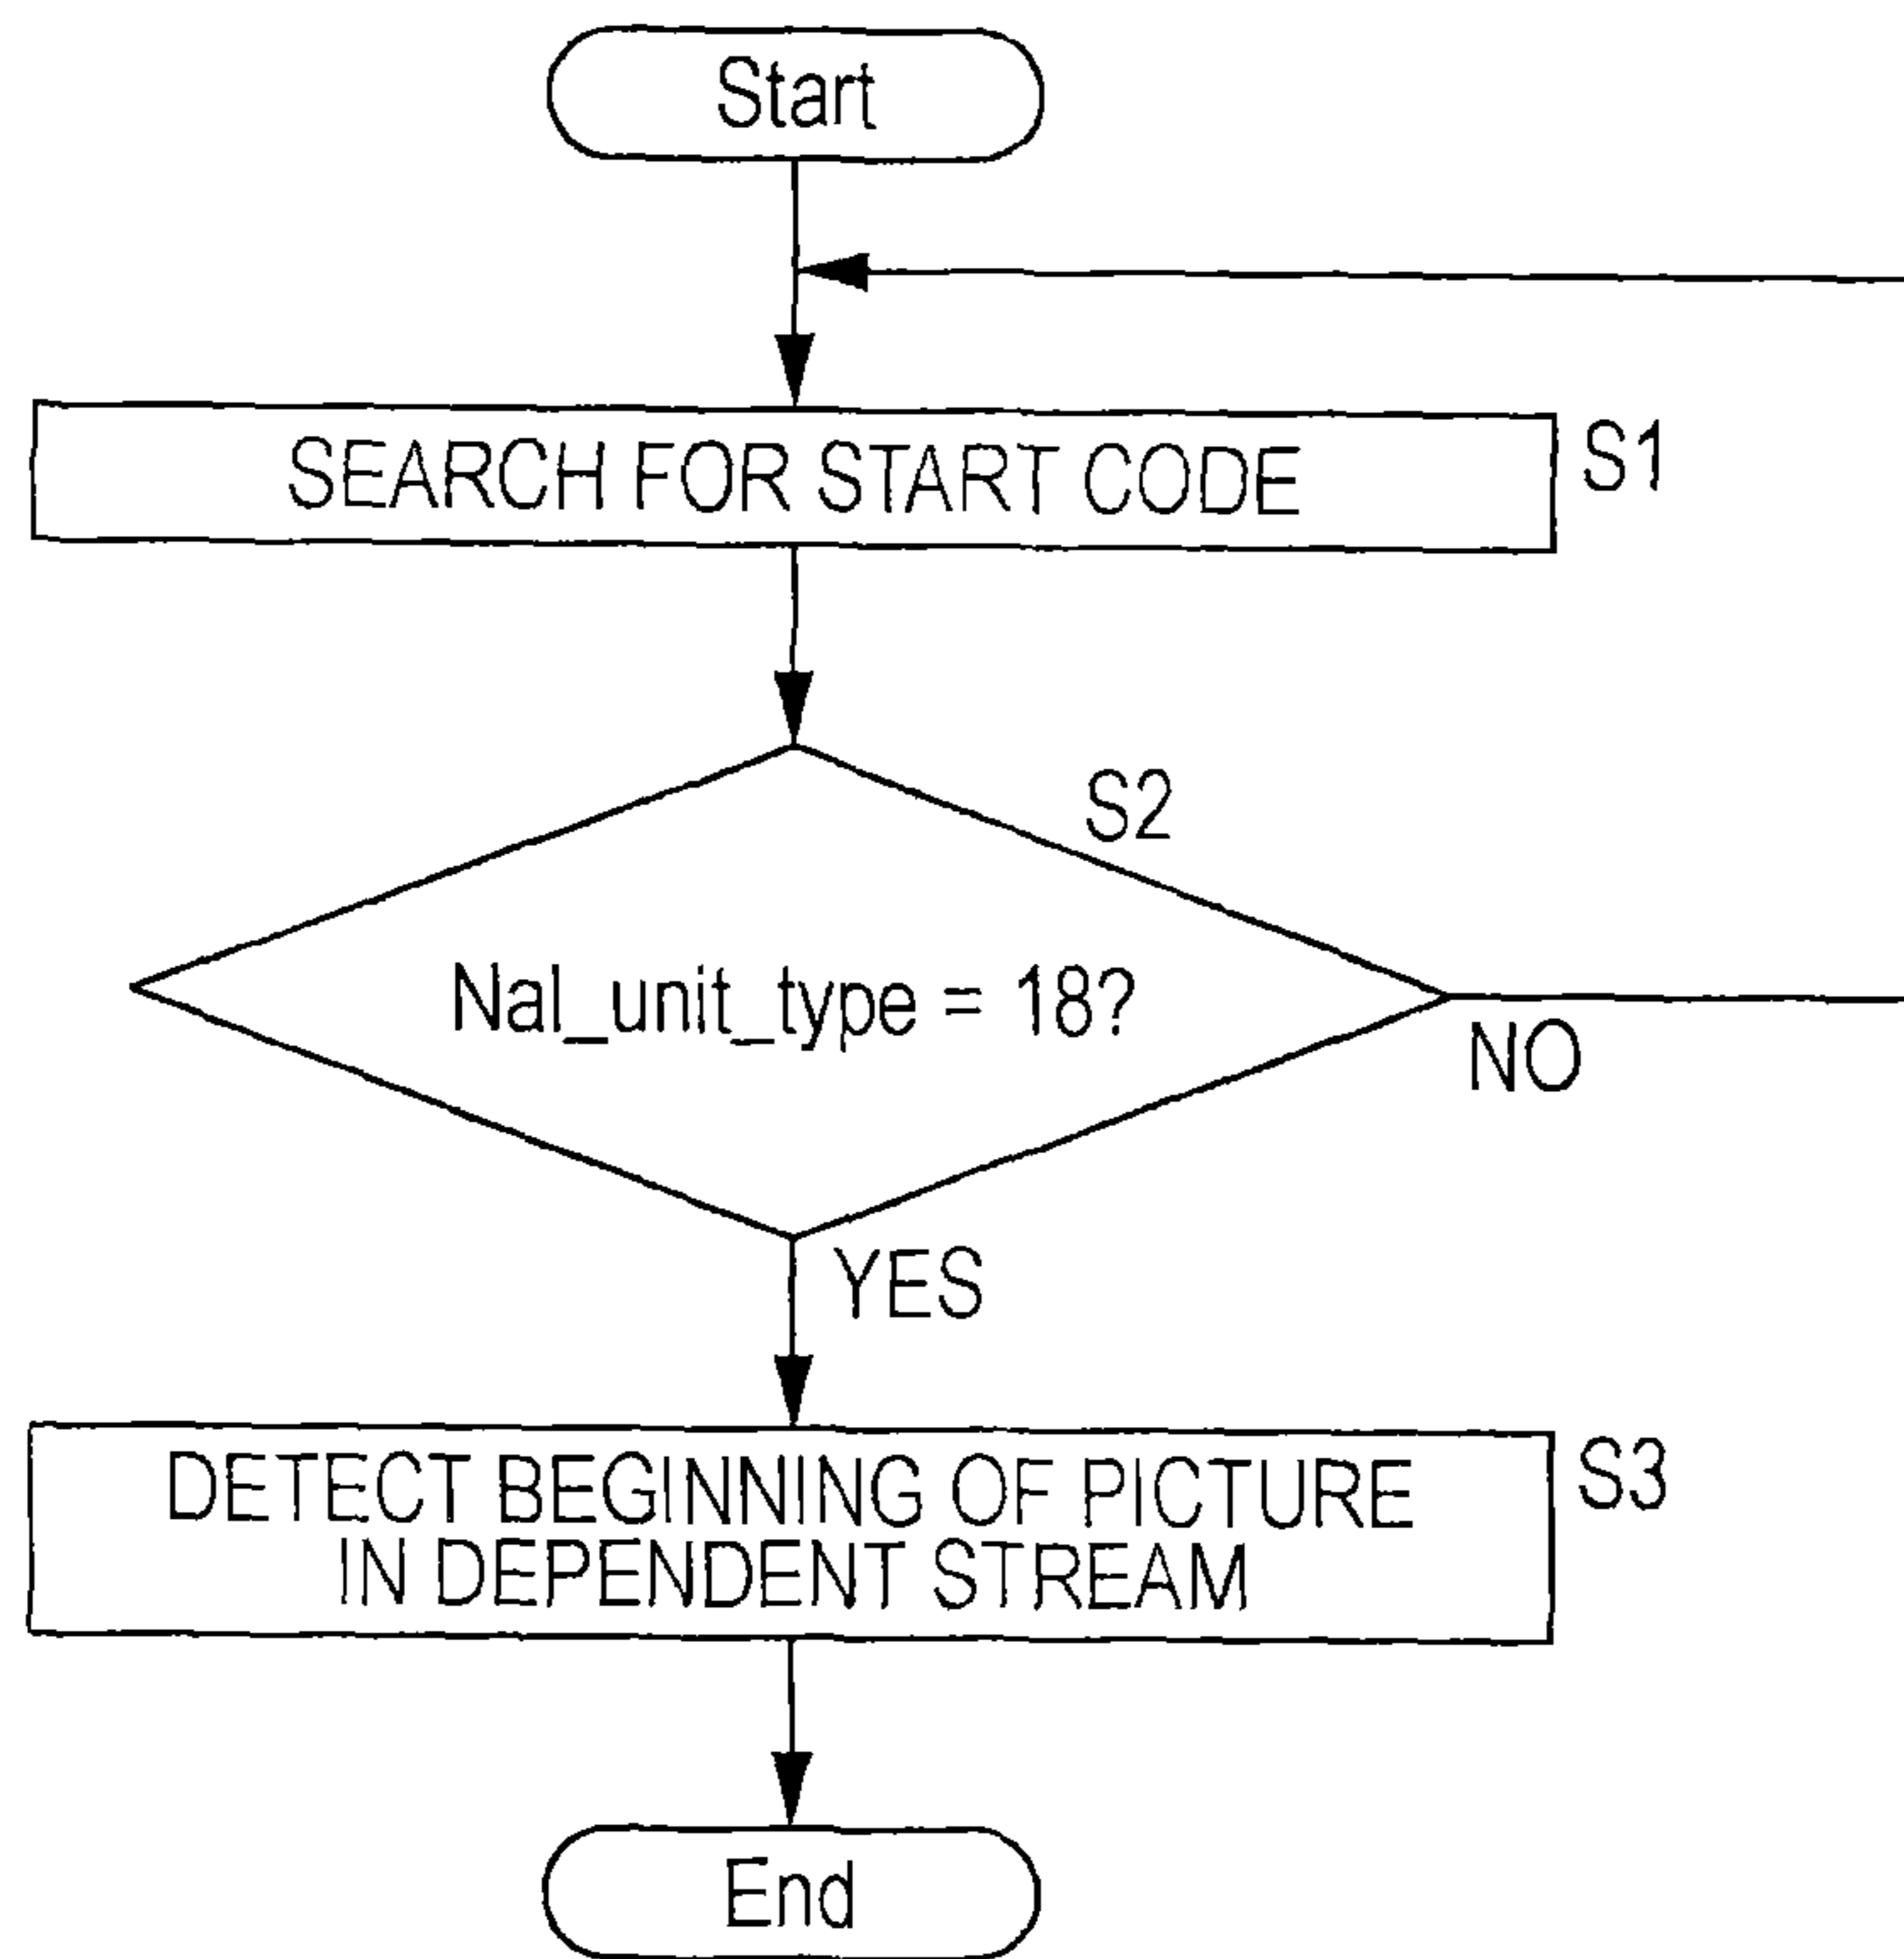 Start
SEARCH FOR START CODE
S1
S2
Nal_unit_type = 18?
NO
YES
DETECT BEGINNING OF PICTURE
IN DEPENDENT STREAM
S3
End